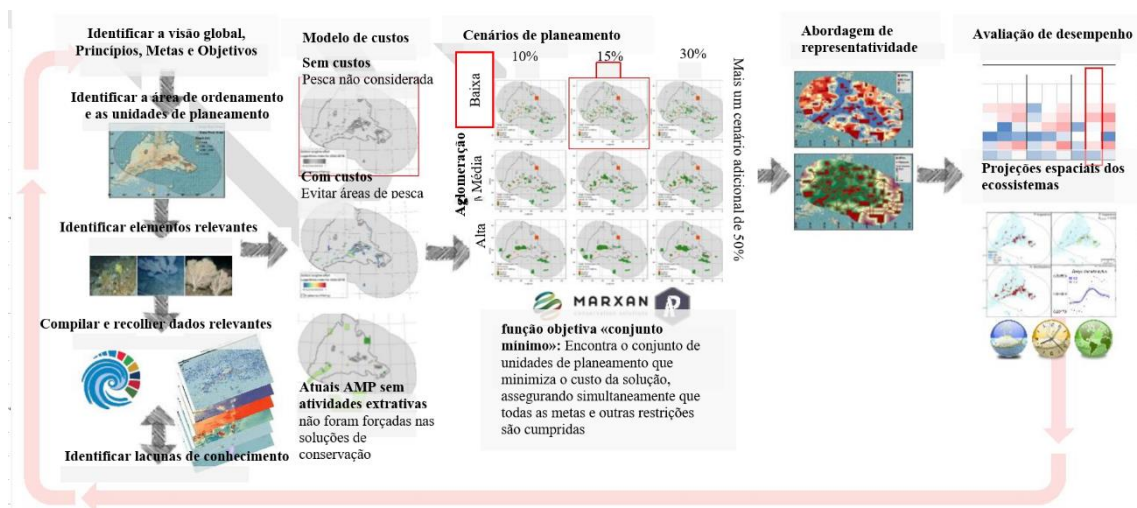 Identificar a visão global,
Princípios, Metas e Objetivos
Identificar a área de ordenamento
e as unidades de planeamento
Identificar elementos relevantes
Compilar e recolher dados relevantes
Identificar lacunas de conhecimento
Modelo de custos
Sem custos
Pesca não considerada
Com custos
Evitar áreas de pesca
Atuais AMP sem
atividades extrativas
não foram forçadas nas
soluções de
conservação
Cenários de planeamento
10%
15%
30%
Aglomeração
Baixa
Média
Alta
Mais um cenário adicional de 50%
MARXAN
função objetiva «conjunto
mínimo»: Encontra o conjunto de
unidades de planeamento que
minimiza o custo da solução,
assegurando simultaneamente que
todas as metas e outras restrições
são cumpridas
Abordagem de
representatividade
Avaliação de desempenho
Projeções espaciais dos
ecossistemas